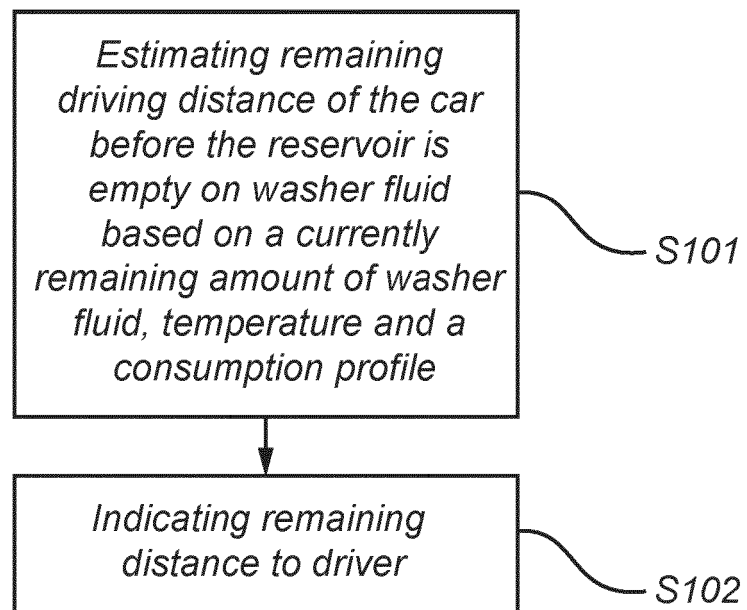 Estimating remaining
driving distance of the car
before the reservoir is
empty on washer fluid
based on a currently
remaining amount of washer
fluid, temperature and a
consumption profile
S101
Indicating remaining
distance to driver
S102